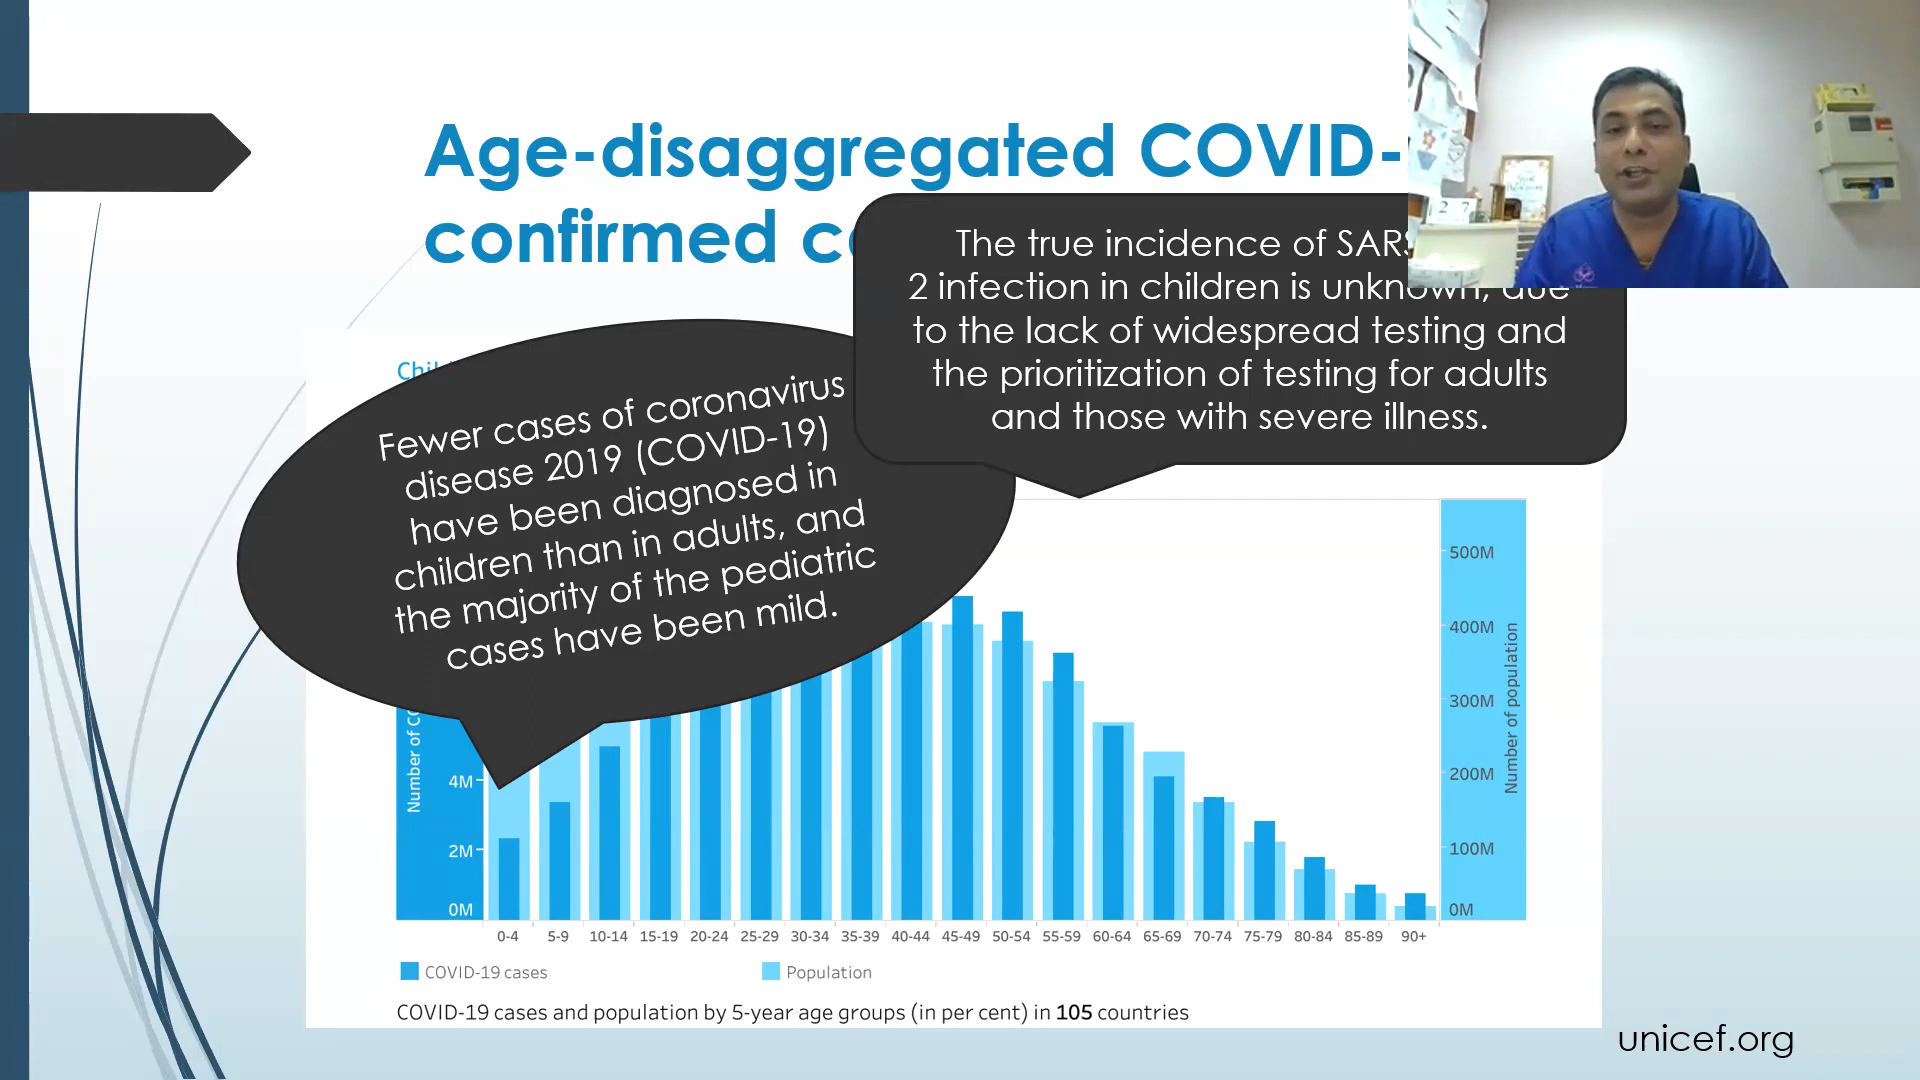 Age-disaggregated COVID-
confirmed
The true incidence of
2 infection in children is unknown, due
to the lack of widespread testing and
the prioritization of testing for adults
and those with severe illness.
Fewer cases of coronavirus
disease 2019 (COVID-19)
have been diagnosed in
children than in adults, and
the majority of the pediatric
cases have been mild.
Number of
4M
2M
0M
500M
400M
300M
200M
100M
0M
Number of population
0-4 5-9 10-14 15-19 20-24 25-29 30-34 35-39 40-44 45-49 50-54 55-59 60-64 65-69 70-74 75-79 80-84 85-89 90+
COVID-19 cases Population
COVID-19 cases and population by 5-year age groups (in per cent) in 105 countries
unicef.org
27